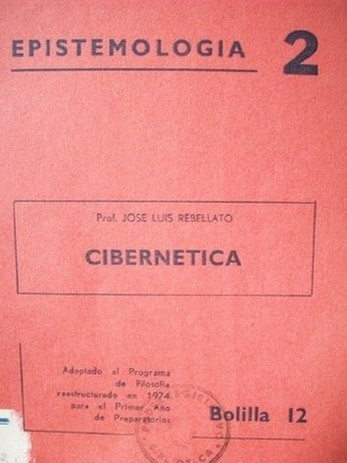 EPISTEMOLOGIA 2
Prof. JOSE LUIS REBELLATO
CIBERNETICA
Adaptado al Programa
de Filosofía
reestructurado en 1974
para el Primer Año
de Preparatorios
Bolilla 12